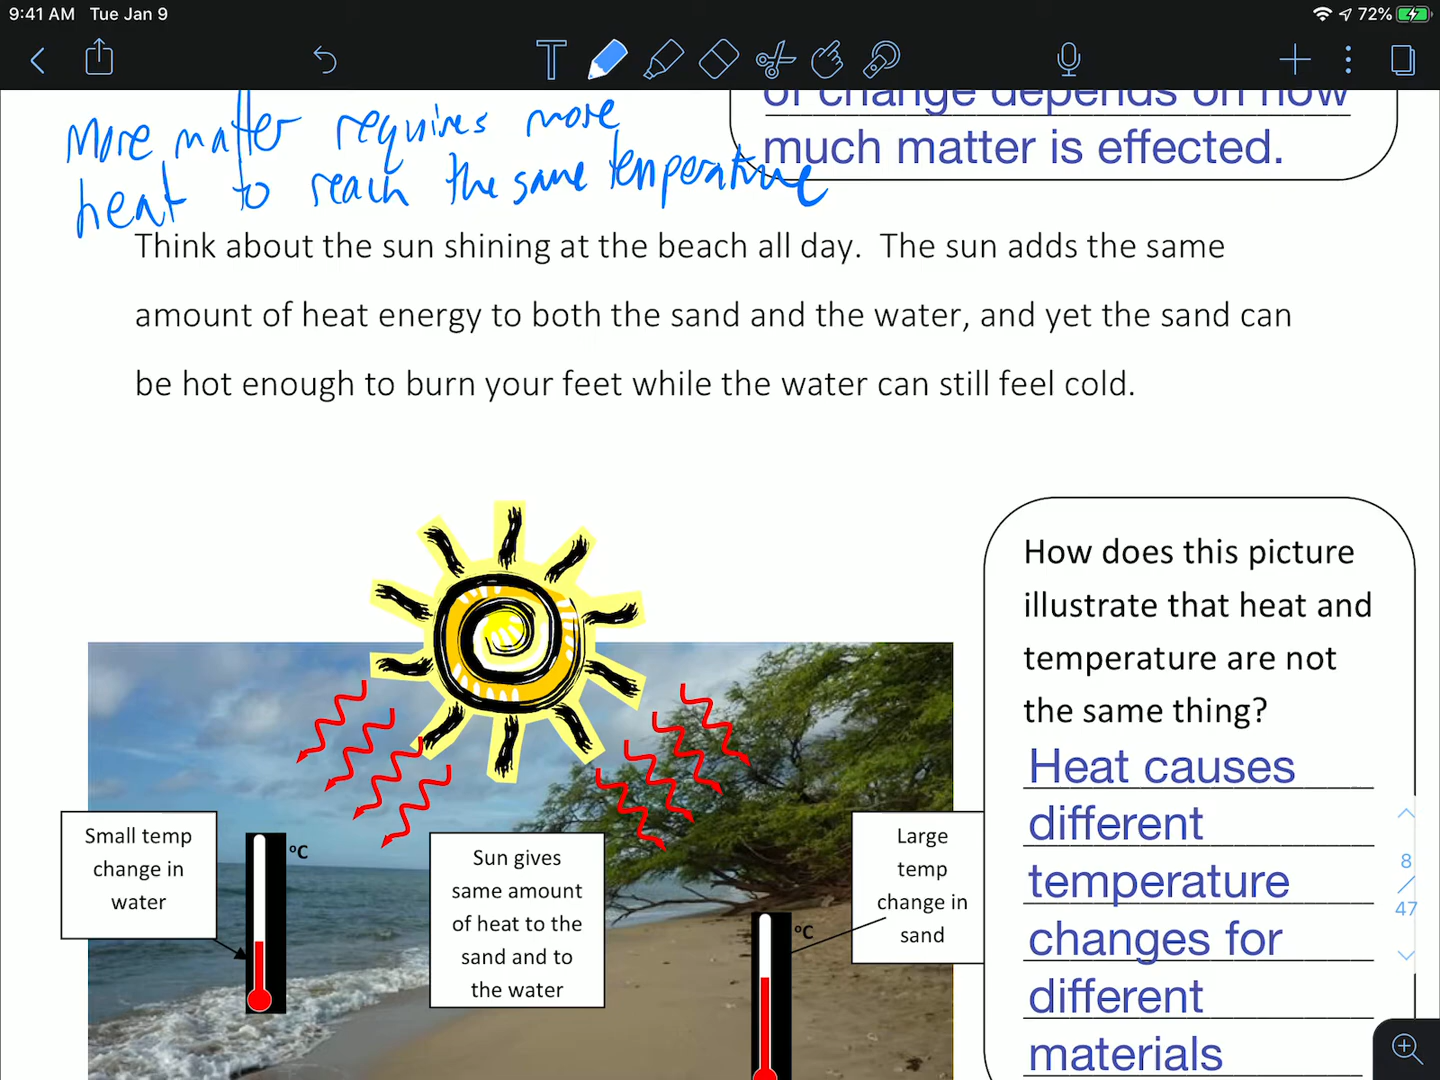 9:41 AM Tue Jan 9
72%
T
of change depends on how
much matter is effected.
More matter requires more
heat to reach the same temperature
Think about the sun shining at the beach all day. The sun adds the same
amount of heat energy to both the sand and the water, and yet the sand can
be hot enough to burn your feet while the water can still feel cold.
How does this picture
illustrate that heat and
temperature are not
the same thing?
Heat causes
different
temperature
changes for
different
materials
Small temp
change in
water
°C
Sun gives
same amount
of heat to the
sand and to
the water
Large
temp
change in
sand
°C
8
47